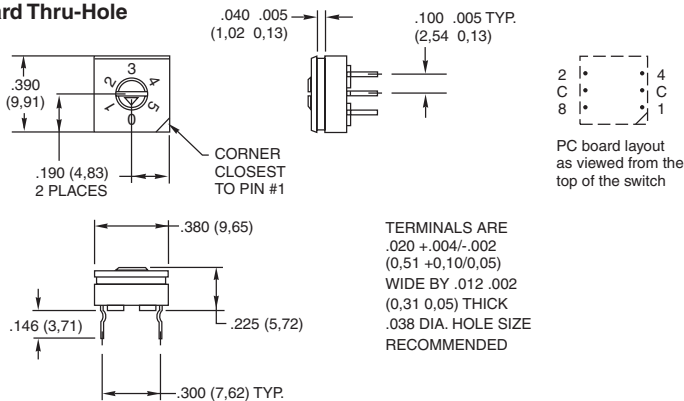 ard Thru-Hole
.040 .005
(1,02 0,13)
.100 .005 TYP.
(2,54 0,13)
.390
(9,91)
0
1
2
3
4
5
.190 (4,83)
2 PLACES
CORNER
CLOSEST
TO PIN #1
2 4
C C
8 1
PC board layout
as viewed from the
top of the switch
.380 (9,65)
.146 (3,71)
.225 (5,72)
.300 (7,62) TYP.
TERMINALS ARE
.020 +.004/-.002
(0,51 +0,10/0,05)
WIDE BY .012 .002
(0,31 0,05) THICK
.038 DIA. HOLE SIZE
RECOMMENDED